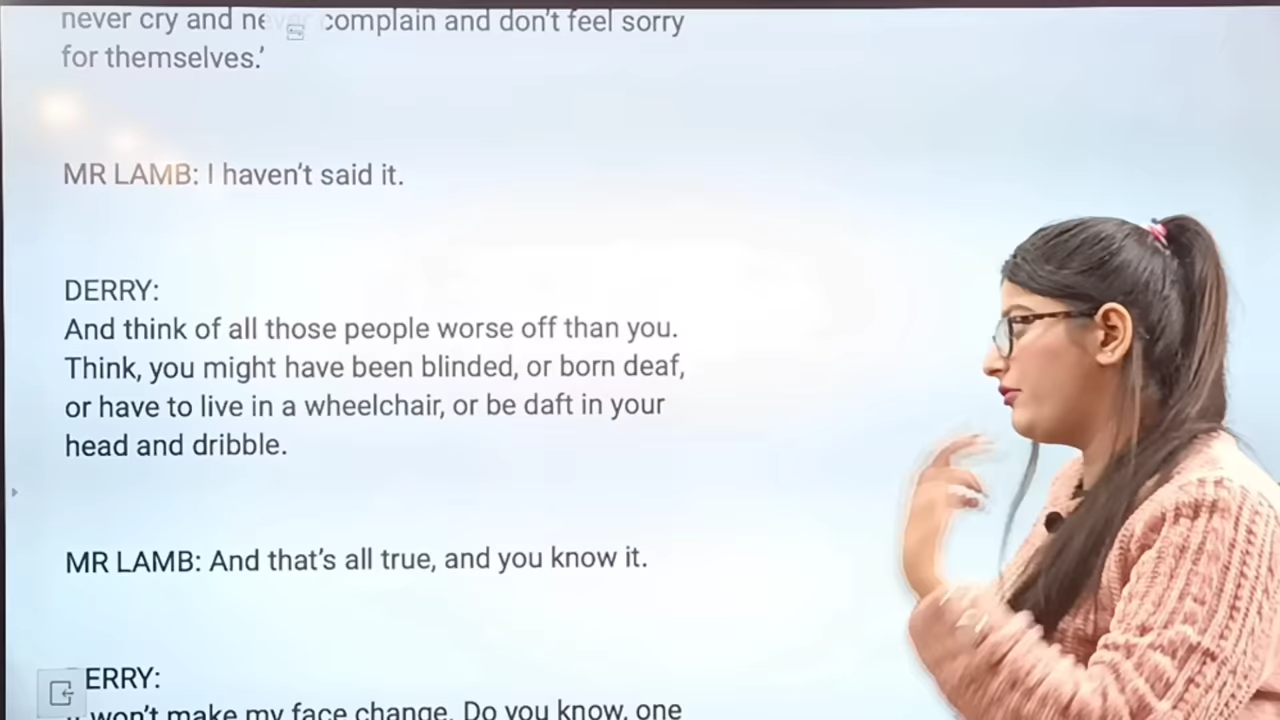 never cry and never complain and don't feel sorry
for themselves.'
MR LAMB: I haven't said it.
DERRY:
And think of all those people worse off than you.
Think, you might have been blinded, or born deaf,
or have to live in a wheelchair, or be daft in your
head and dribble.
MR LAMB: And that's all true, and you know it.
ERRY:
won't make my face change. Do you know, one